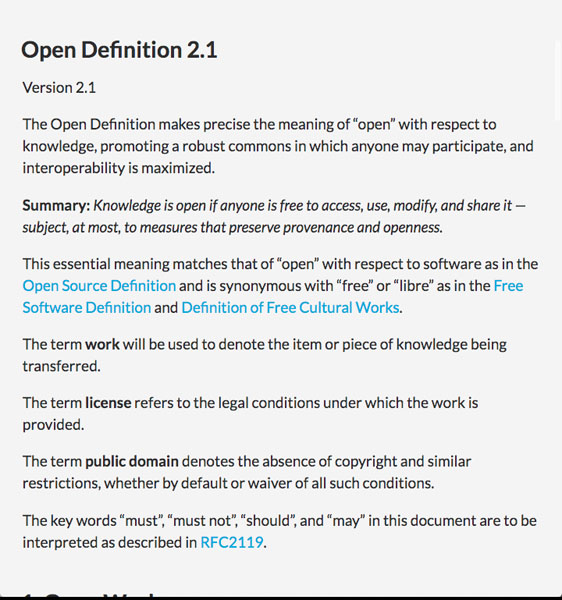 Open Definition 2.1
Version 2.1
The Open Definition makes precise the meaning of “open” with respect to
knowledge, promoting a robust commons in which anyone may participate, and
interoperability is maximized.
Summary: Knowledge is open if anyone is free to access, use, modify, and share it —
subject, at most, to measures that preserve provenance and openness.
This essential meaning matches that of “open” with respect to software as in the
Open Source Definition and is synonymous with “free” or “libre” as in the Free
Software Definition and Definition of Free Cultural Works.
The term work will be used to denote the item or piece of knowledge being
transferred.
The term license refers to the legal conditions under which the work is
provided.
The term public domain denotes the absence of copyright and similar
restrictions, whether by default or waiver of all such conditions.
The key words “must”, “must not”, “should”, and “may” in this document are to be
interpreted as described in RFC2119.